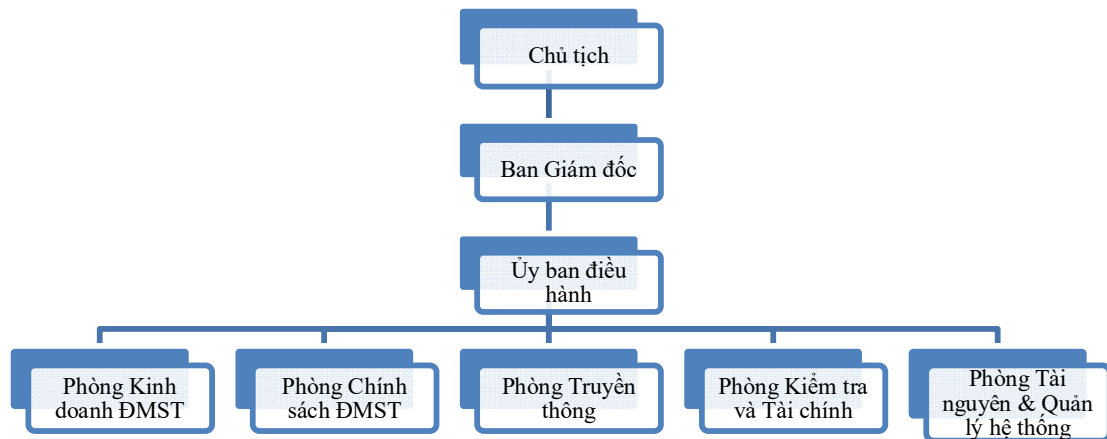 Chủ tịch
Ban Giám đốc
Ủy ban điều
hành
Phòng Kinh
doanh ĐMST
Phòng Chính
sách ĐMST
Phòng Truyền
thông
Phòng Kiểm tra
và Tài chính
Phòng Tài
nguyên & Quản
lý hệ thống